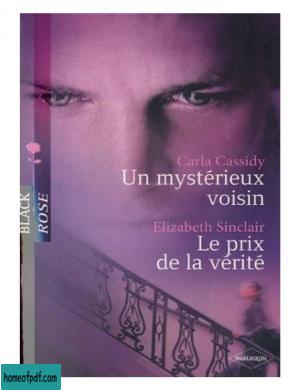 Carla Cassidy
Un mystérieux
voisin
Elizabeth Sinclair
Le prix
de la vérité
BLACK
ROSE
HARLEQUIN
homeofpdf.com